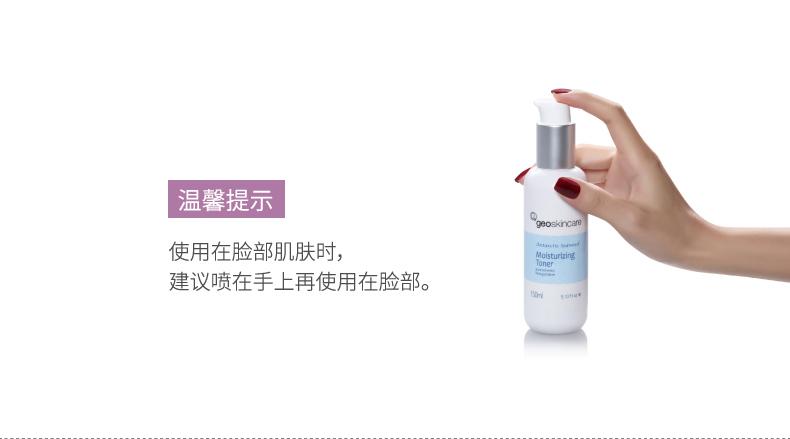 温馨提示
使用在脸部肌肤时，
建议喷在手上再使用在脸部。
geoskincare
Moisturizing
Toner
150ml